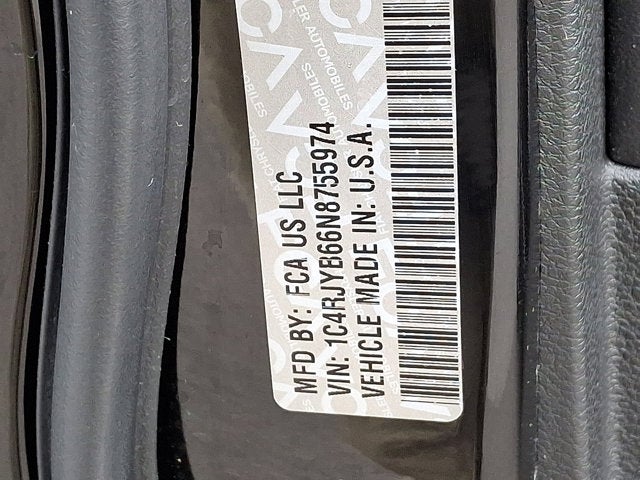 MFD BY: FCA US LLC
VIN: 1C4RJYB66N8755974
VEHICLE MADE IN: U.S.A.